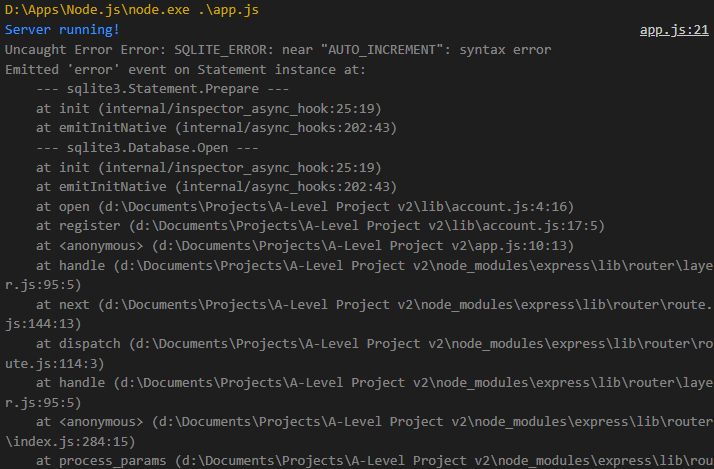 D:\Apps\Node.js\node.exe .\app.js
Server running! app.js:21
Uncaught Error Error: SQLITE_ERROR: near "AUTO_INCREMENT": syntax error
Emitted 'error' event on Statement instance at:
    --- sqlite3.Statement.Prepare ---
    at init (internal/inspector_async_hook:25:19)
    at emitInitNative (internal/async_hooks:202:43)
    --- sqlite3.Database.Open ---
    at init (internal/inspector_async_hook:25:19)
    at emitInitNative (internal/async_hooks:202:43)
    at open (d:\Documents\Projects\A-Level Project v2\lib\account.js:4:16)
    at register (d:\Documents\Projects\A-Level Project v2\lib\account.js:17:5)
    at <anonymous> (d:\Documents\Projects\A-Level Project v2\app.js:10:13)
    at handle (d:\Documents\Projects\A-Level Project v2\node_modules\express\lib\router\laye
r.js:95:5)
    at next (d:\Documents\Projects\A-Level Project v2\node_modules\express\lib\router\route.
js:144:13)
    at dispatch (d:\Documents\Projects\A-Level Project v2\node_modules\express\lib\router\ro
ute.js:114:3)
    at handle (d:\Documents\Projects\A-Level Project v2\node_modules\express\lib\router\laye
r.js:95:5)
    at <anonymous> (d:\Documents\Projects\A-Level Project v2\node_modules\express\lib\router
\index.js:284:15)
    at process_params (d:\Documents\Projects\A-Level Project v2\node_modules\express\lib\rou